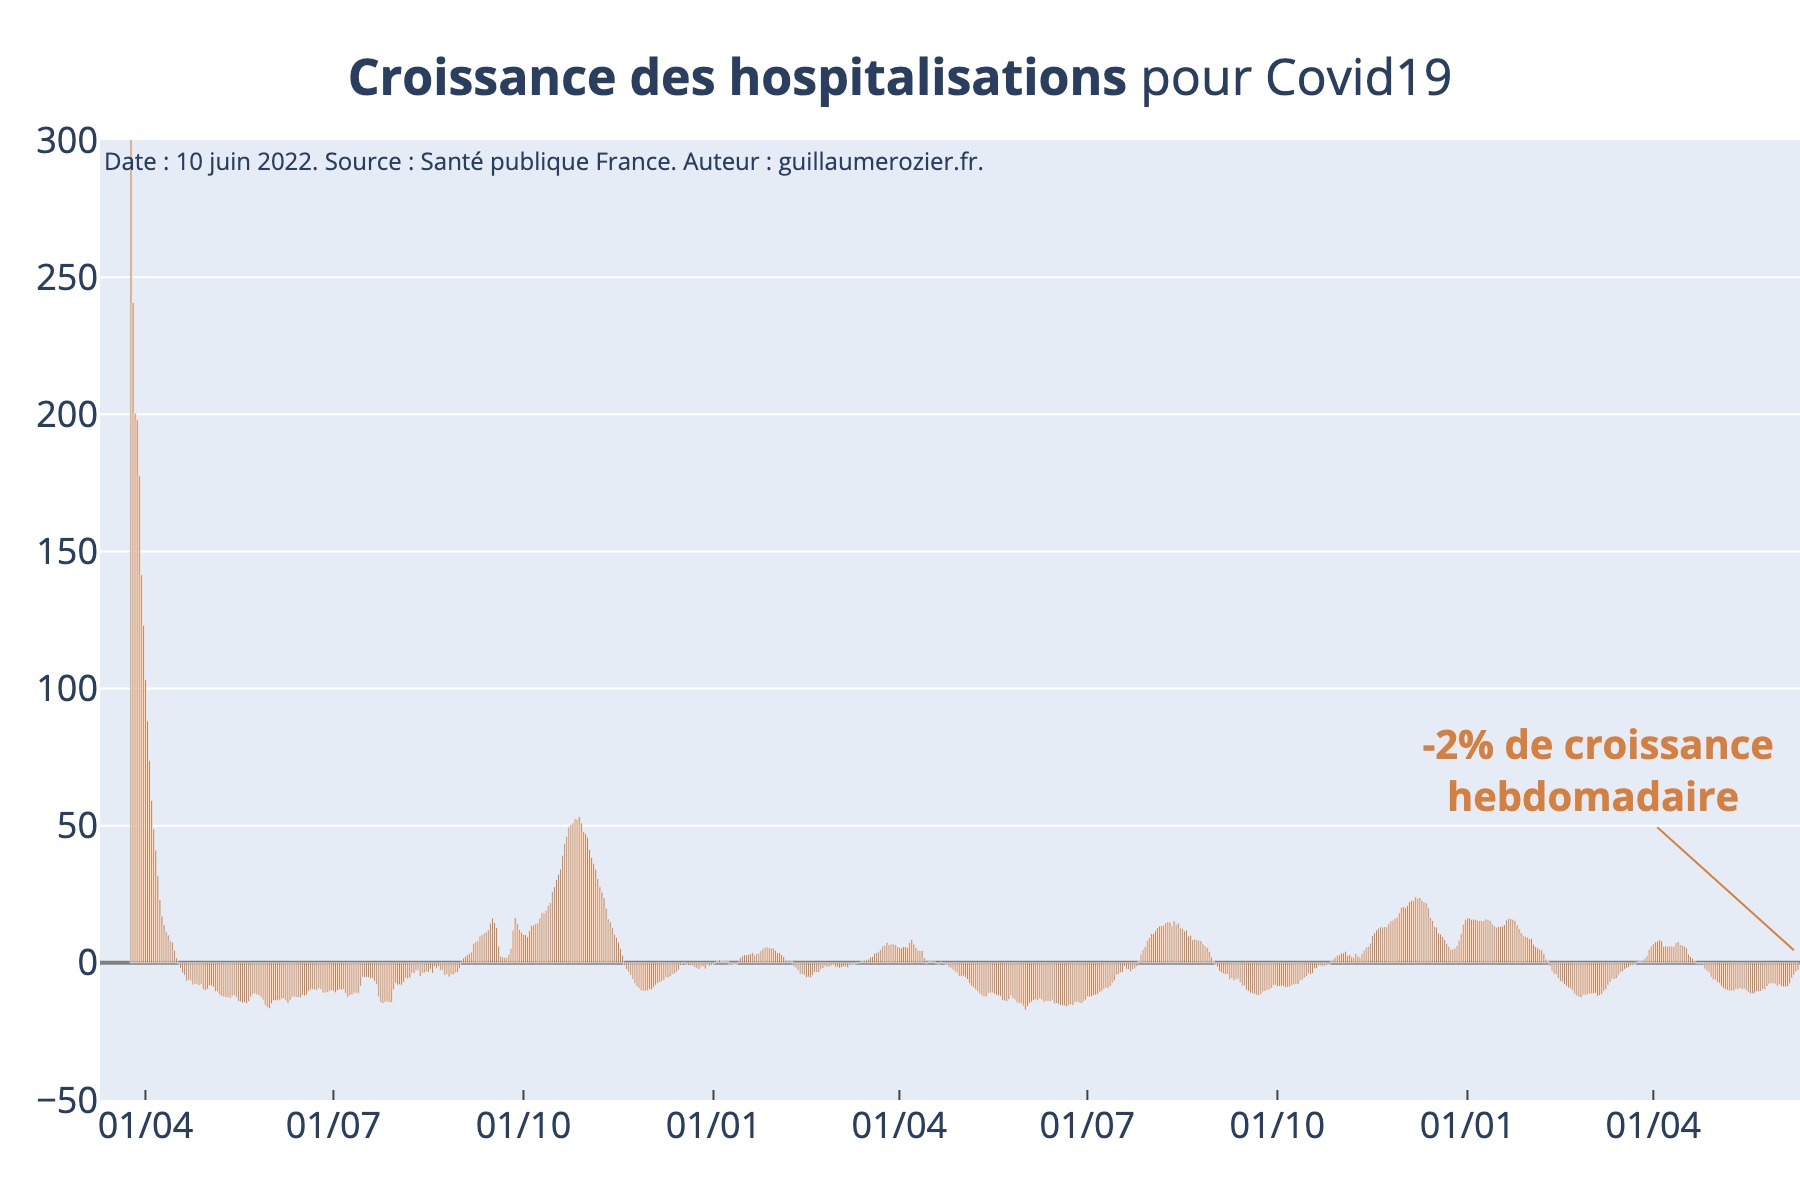 Croissance des hospitalisations pour Covid19
300
Date : 10 juin 2022. Source : Santé publique France. Auteur : guillaumerozier.fr.
250
200
150
100
-2% de croissance
hebdomadaire
50
0
−50
01/04 01/07 01/10 01/01 01/04 01/07 01/10 01/01 01/04